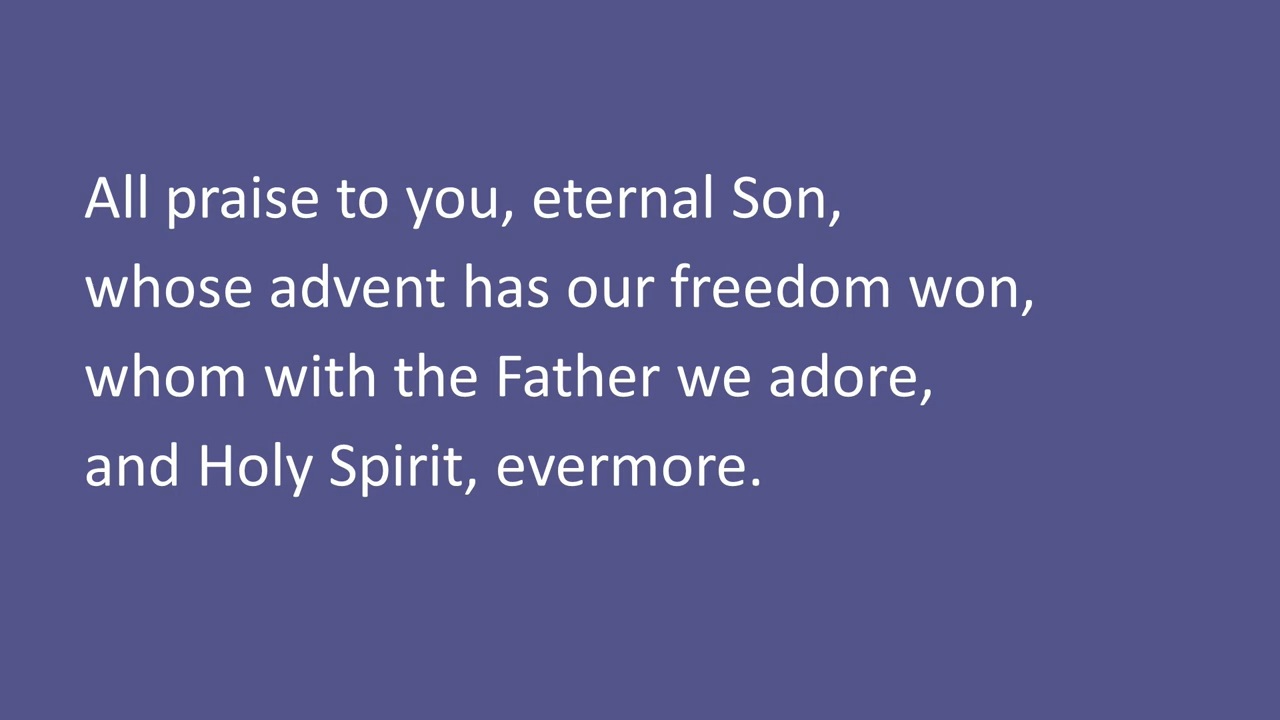 All praise to you, eternal Son,
whose advent has our freedom won,
whom with the Father we adore,
and Holy Spirit, evermore.